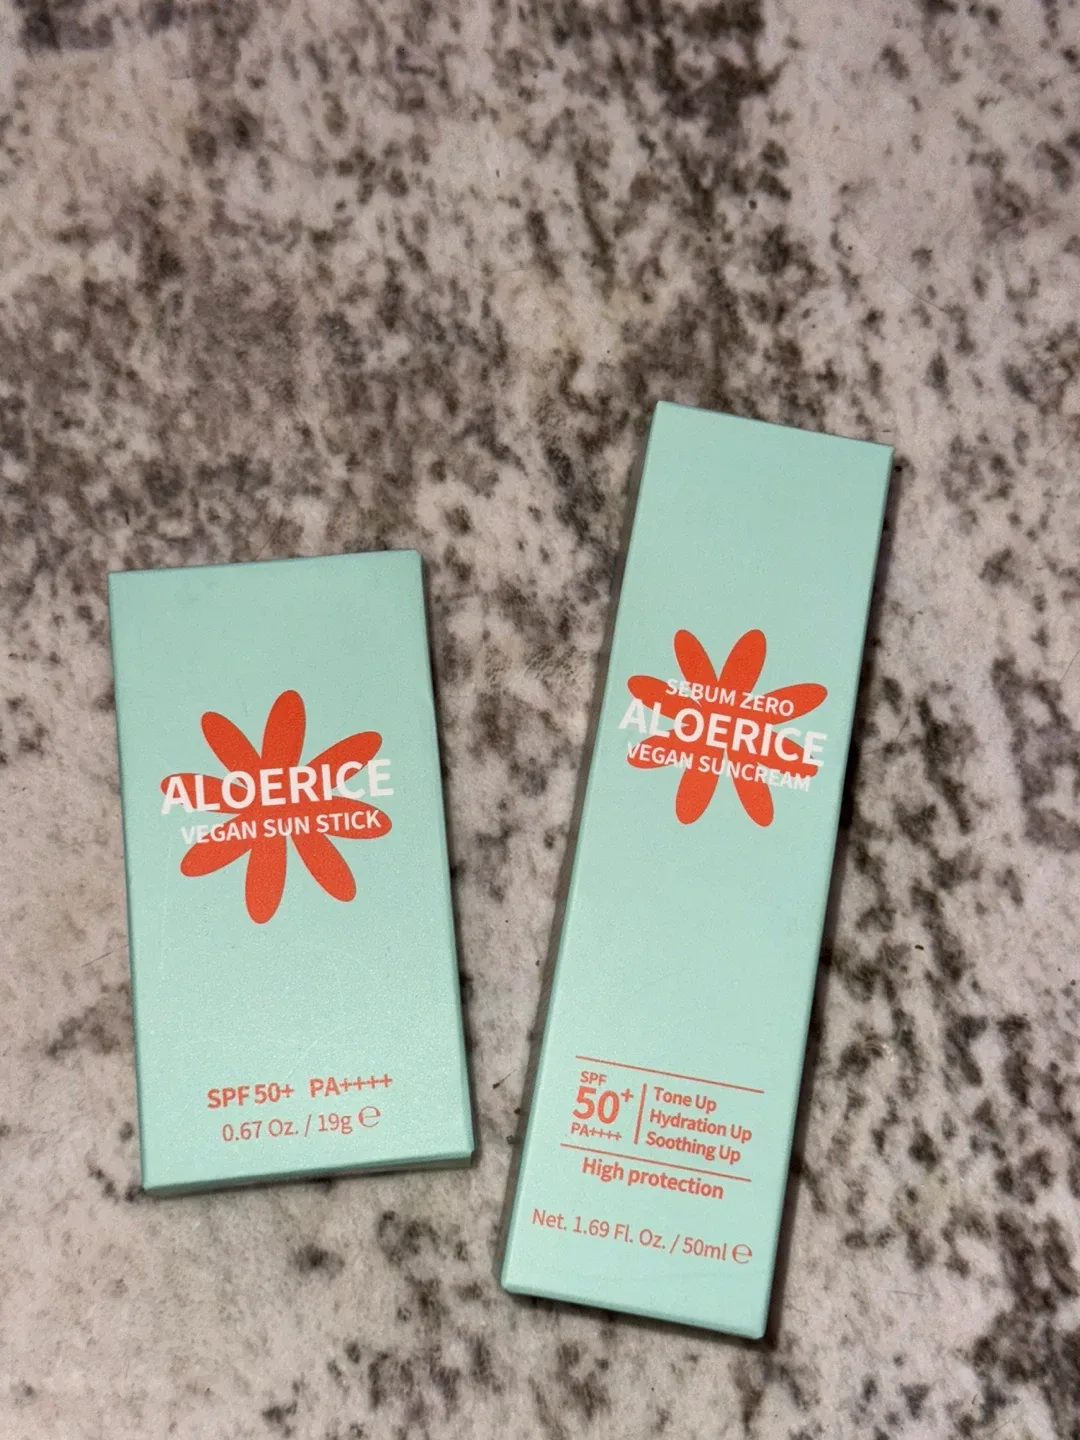 ALOERICE
VEGAN SUN STICK
SPF 50+ PA++++
0.67 Oz. / 19g ℮
SEBUM ZERO
ALOERICE
VEGAN SUNCREAM
SPF
50+
PA++++
Tone Up
Hydration Up
Soothing Up
High protection
Net. 1.69 Fl. Oz. / 50ml ℮